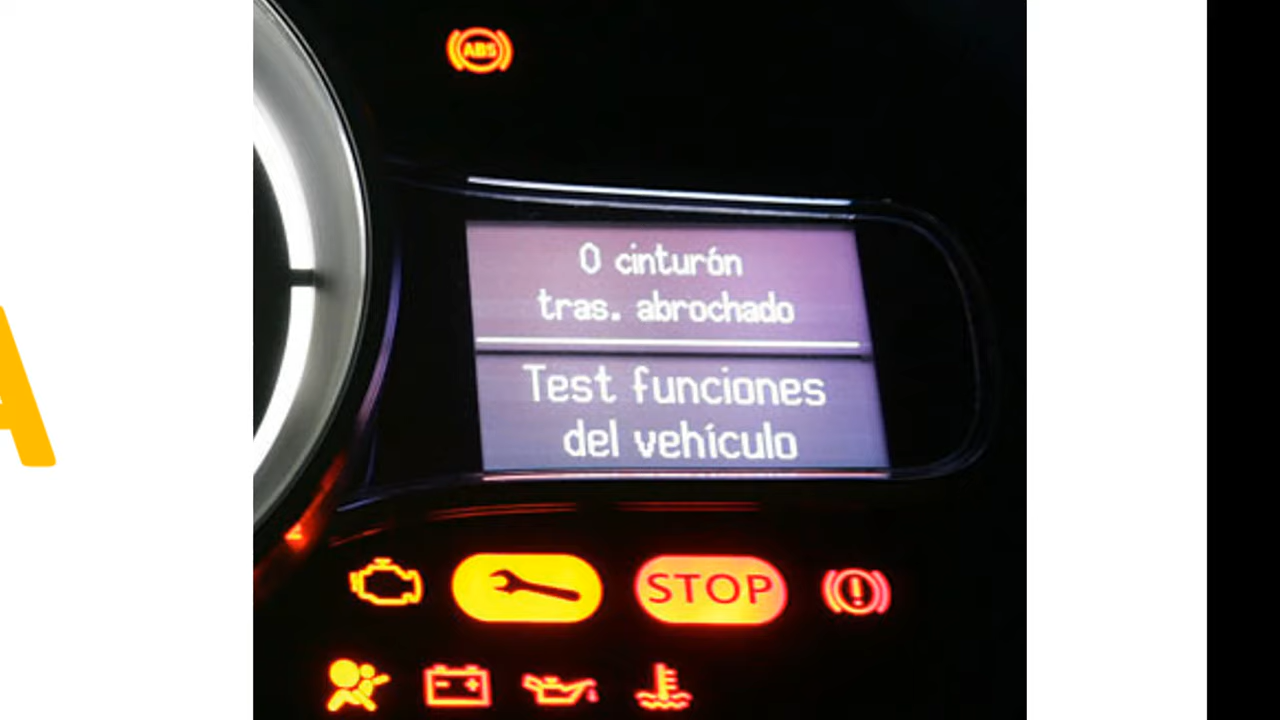 A
ABS
0 cinturón
tras. abrochado
Test funciones
del vehículo
STOP